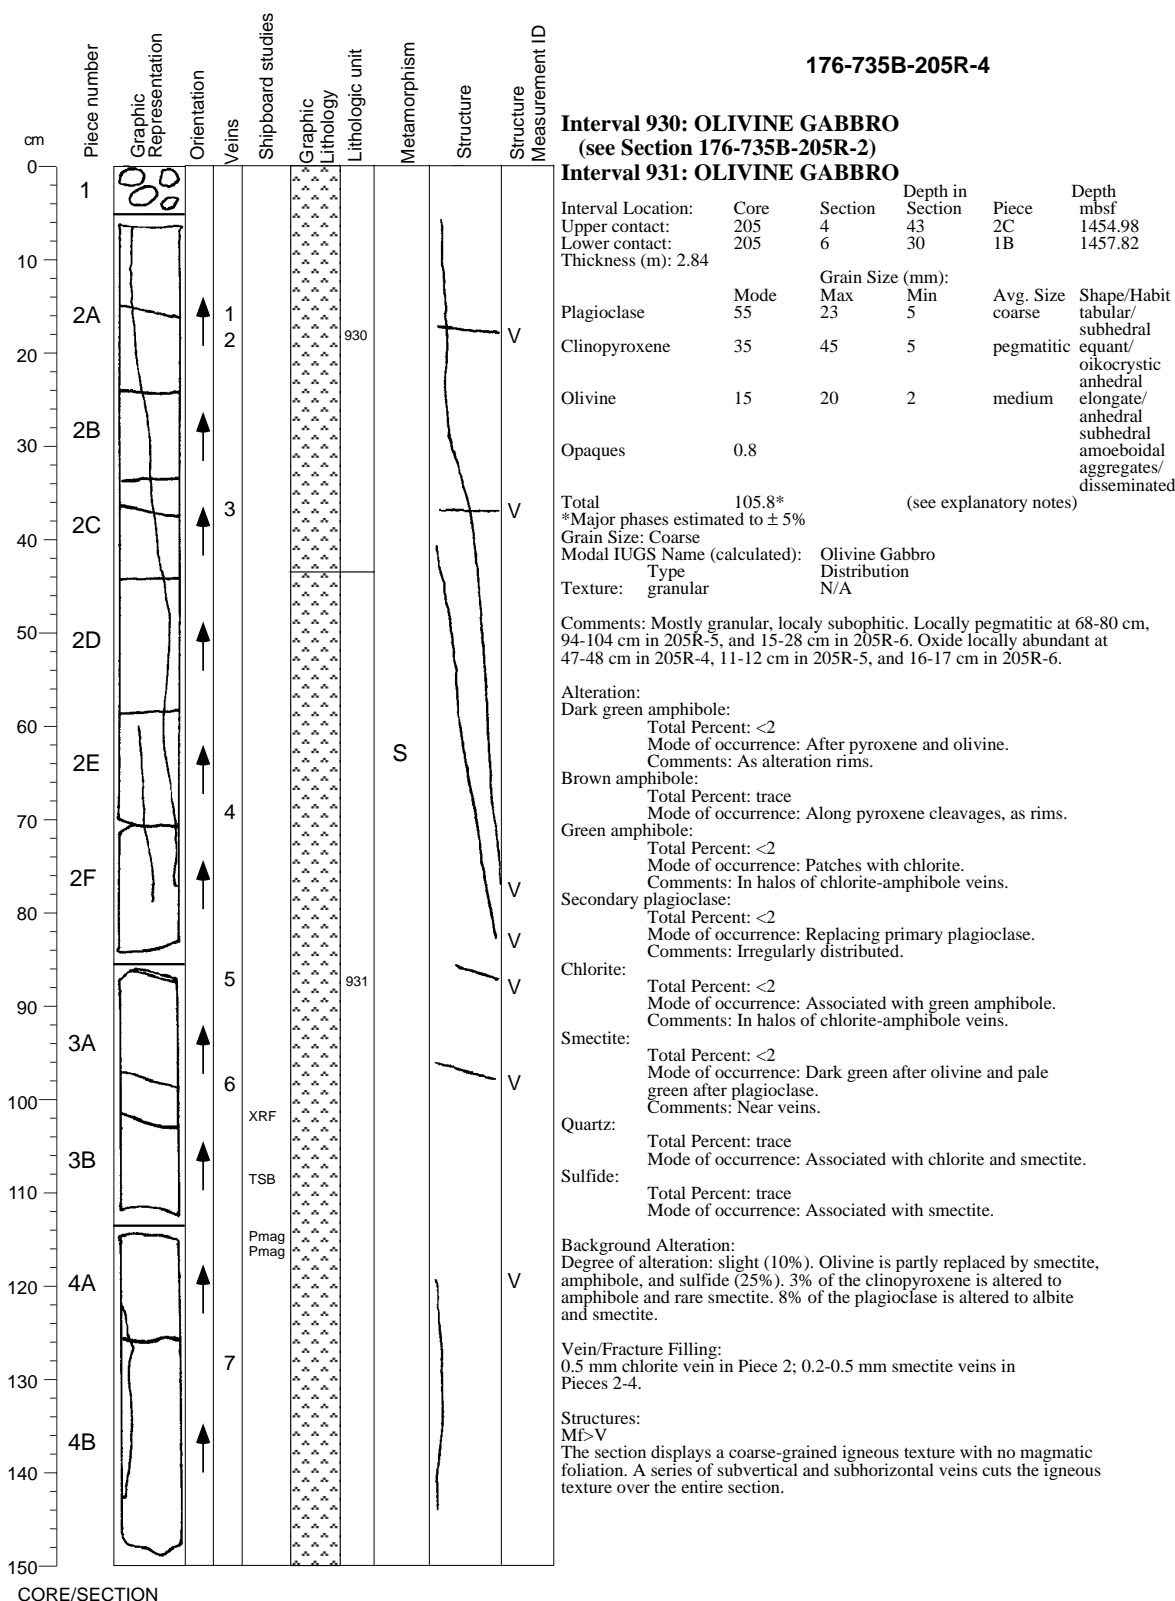 176-735B-205R-4
cm
Piece number
Graphic
Representation
Orientation
Veins
Shipboard studies
Graphic
Lithology
Lithologic unit
Metamorphism
Structure
Structure
Measurement ID
0
10
20
30
40
50
60
70
80
90
100
110
120
130
140
150
1
2A
2B
2C
2D
2E
2F
3A
3B
4A
4B
1
2
3
4
5
6
7
XRF
TSB
Pmag
Pmag
930
931
S
V
V
V
V
V
V
V
CORE/SECTION
Interval 930: OLIVINE GABBRO
(see Section 176-735B-205R-2)
Interval 931: OLIVINE GABBRO
Depth in Depth
Interval Location: Core Section Section Piece mbsf
Upper contact: 205 4 43 2C 1454.98
Lower contact: 205 6 30 1B 1457.82
Thickness (m): 2.84
Grain Size (mm):
Mode Max Min Avg. Size Shape/Habit
Plagioclase 55 23 5 coarse tabular/
subhedral
Clinopyroxene 35 45 5 pegmatitic equant/
oikocrystic
anhedral
Olivine 15 20 2 medium elongate/
anhedral
subhedral
Opaques 0.8 amoeboidal
aggregates/
disseminated
Total 105.8* (see explanatory notes)
*Major phases estimated to ± 5%
Grain Size: Coarse
Modal IUGS Name (calculated): Olivine Gabbro
Type Distribution
Texture: granular N/A
Comments: Mostly granular, localy subophitic. Locally pegmatitic at 68-80 cm,
94-104 cm in 205R-5, and 15-28 cm in 205R-6. Oxide locally abundant at
47-48 cm in 205R-4, 11-12 cm in 205R-5, and 16-17 cm in 205R-6.
Alteration:
Dark green amphibole:
Total Percent: <2
Mode of occurrence: After pyroxene and olivine.
Comments: As alteration rims.
Brown amphibole:
Total Percent: trace
Mode of occurrence: Along pyroxene cleavages, as rims.
Green amphibole:
Total Percent: <2
Mode of occurrence: Patches with chlorite.
Comments: In halos of chlorite-amphibole veins.
Secondary plagioclase:
Total Percent: <2
Mode of occurrence: Replacing primary plagioclase.
Comments: Irregularly distributed.
Chlorite:
Total Percent: <2
Mode of occurrence: Associated with green amphibole.
Comments: In halos of chlorite-amphibole veins.
Smectite:
Total Percent: <2
Mode of occurrence: Dark green after olivine and pale
green after plagioclase.
Comments: Near veins.
Quartz:
Total Percent: trace
Mode of occurrence: Associated with chlorite and smectite.
Sulfide:
Total Percent: trace
Mode of occurrence: Associated with smectite.
Background Alteration:
Degree of alteration: slight (10%). Olivine is partly replaced by smectite,
amphibole, and sulfide (25%). 3% of the clinopyroxene is altered to
amphibole and rare smectite. 8% of the plagioclase is altered to albite
and smectite.
Vein/Fracture Filling:
0.5 mm chlorite vein in Piece 2; 0.2-0.5 mm smectite veins in
Pieces 2-4.
Structures:
Mf>V
The section displays a coarse-grained igneous texture with no magmatic
foliation. A series of subvertical and subhorizontal veins cuts the igneous
texture over the entire section.